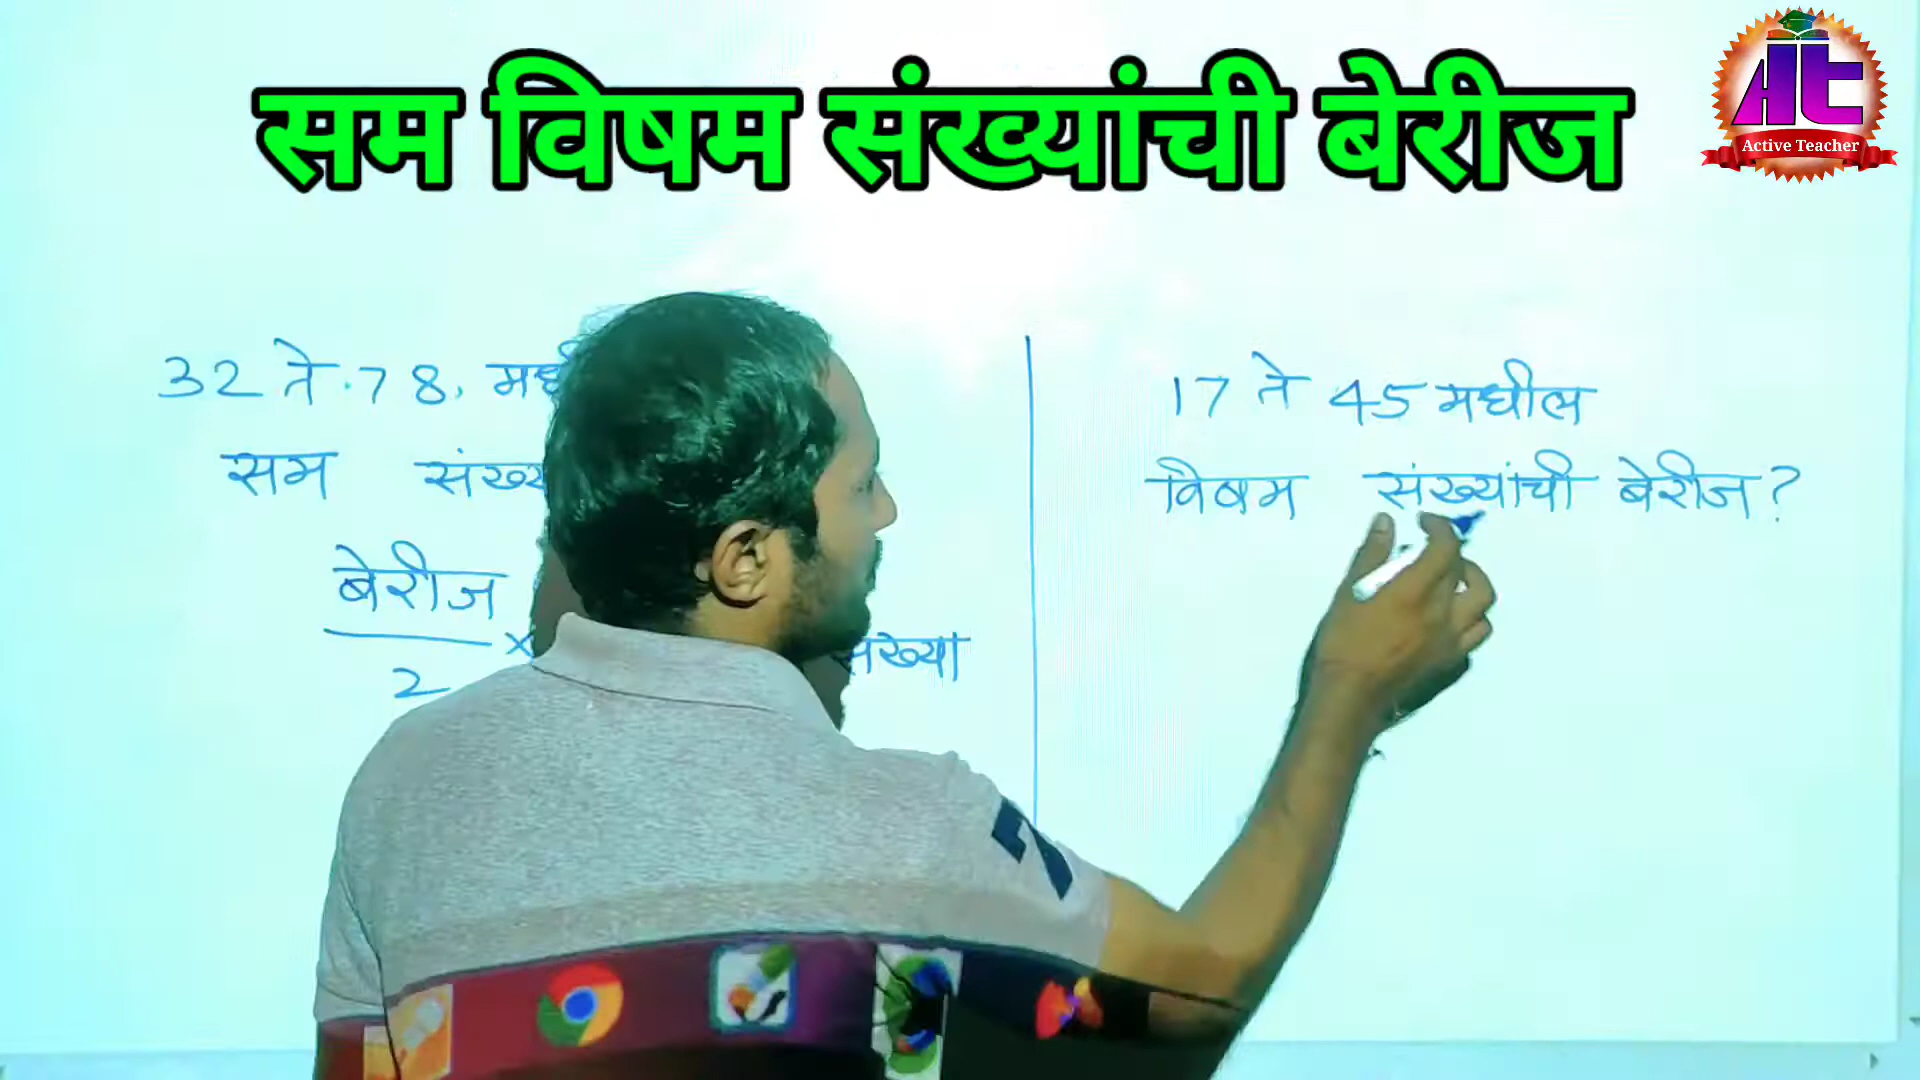 सम विषम संख्यांची बेरीज
Active Teacher
32 ते 78, 
सम
बेरीज
2
×
17 ते 45 मधील
विषम संख्यांची बेरीज?